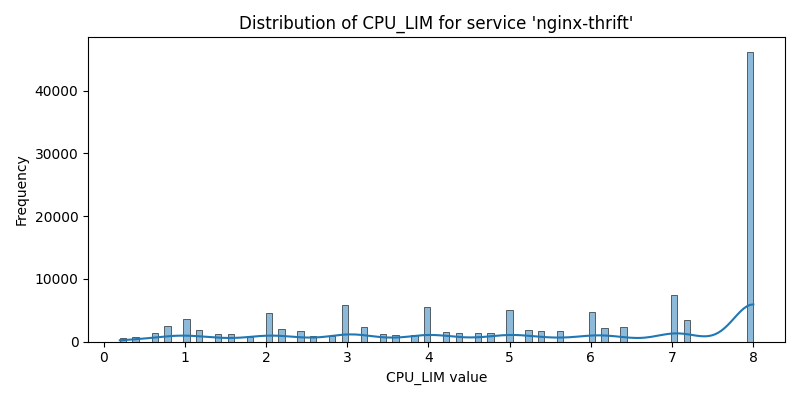 Distribution of CPU_LIM for service 'nginx-thrift'
Frequency
40000
30000
20000
10000
0
0 1 2 3 4 5 6 7 8
CPU_LIM value